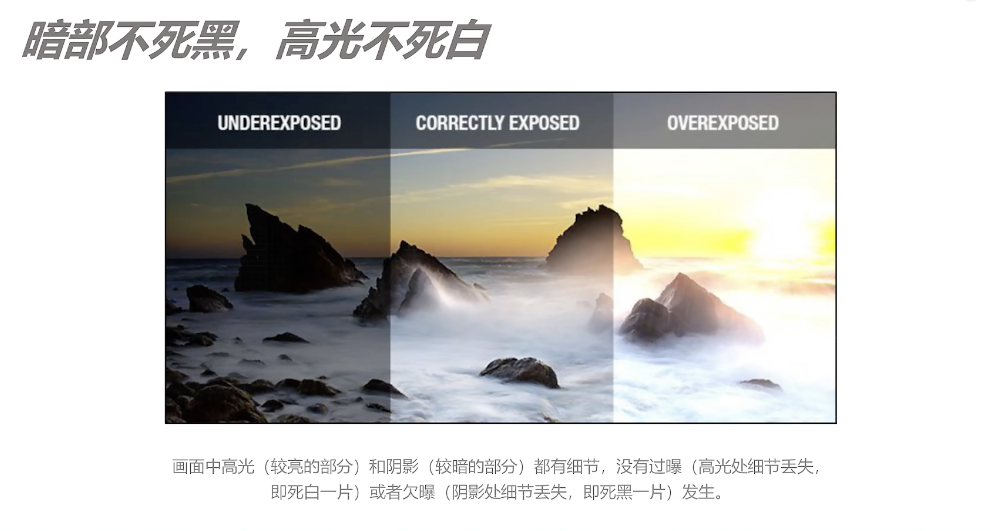 暗部不死黑，高光不死白
UNDEREXPOSED
CORRECTLY EXPOSED
OVEREXPOSED
画面中高光（较亮的部分）和阴影（较暗的部分）都有细节，没有过曝（高光处细节丢失，
即死白一片）或者欠曝（阴影处细节丢失，即死黑一片）发生。